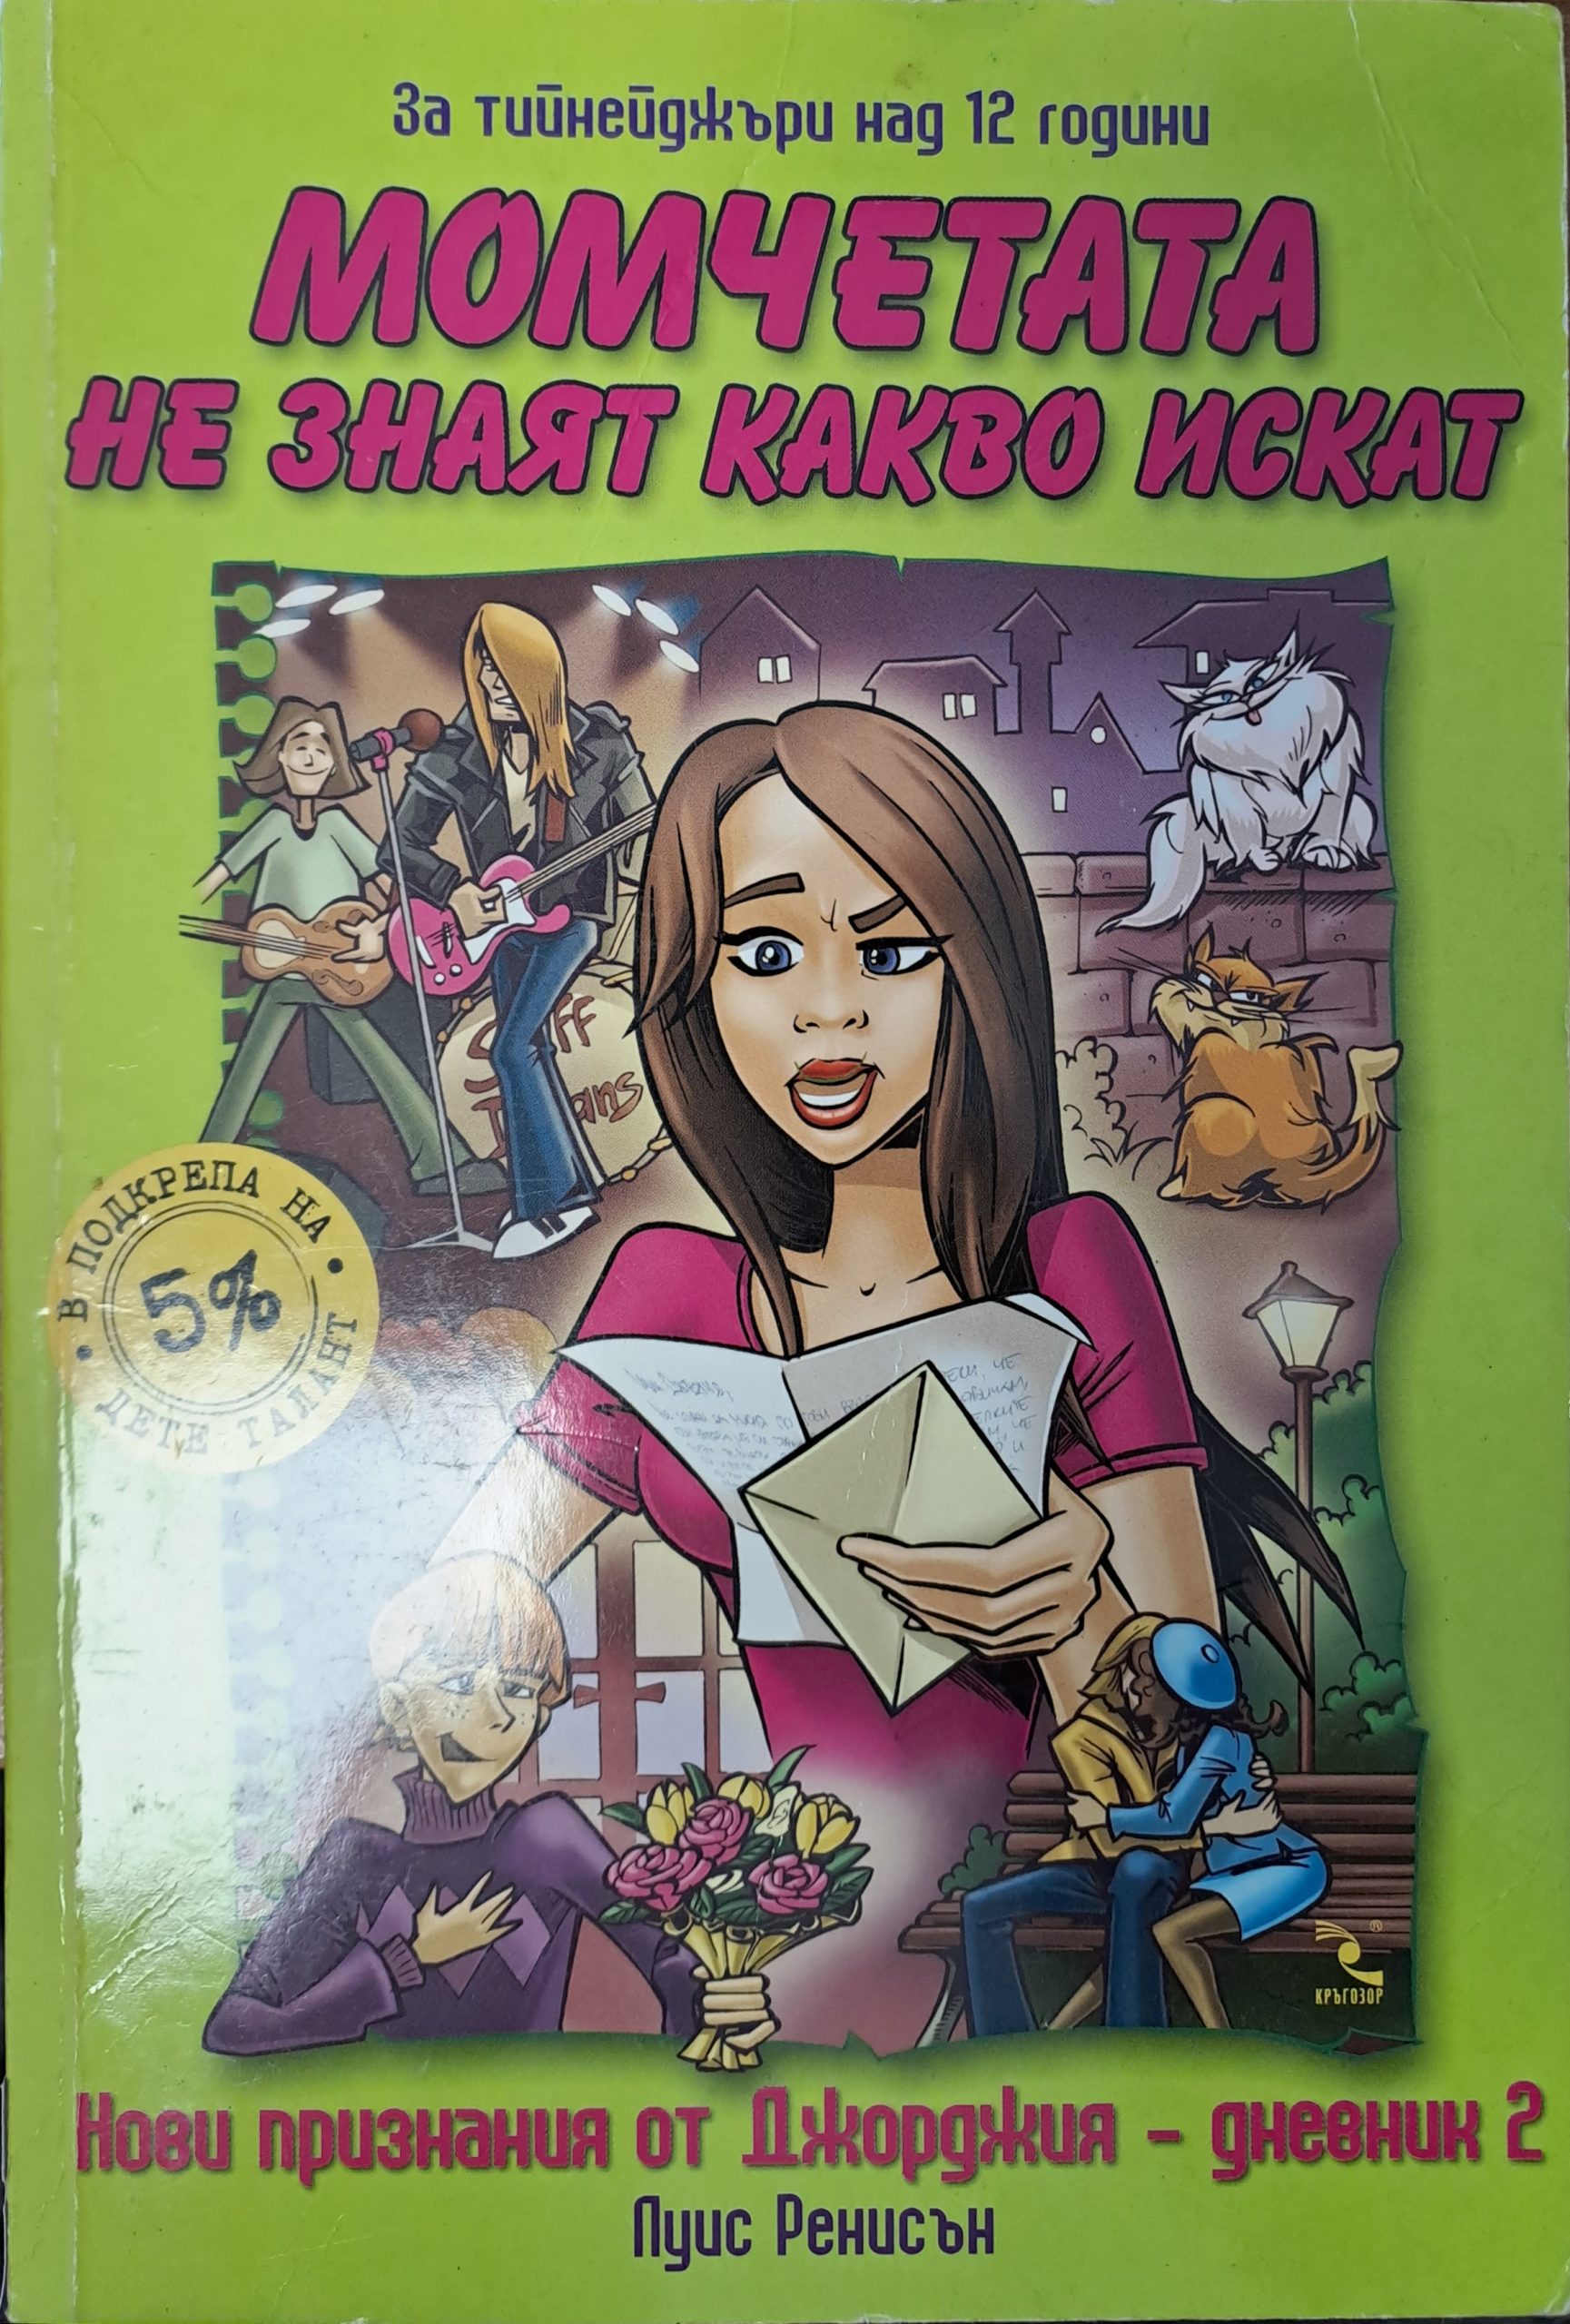 За тийнейджъри над 12 години
МОМЧЕТАТА
НЕ ЗНАЯТ КАКВО ИСКАТ
• В ПОДКРЕПА НА •
5%
ДЕТЕ ТАЛАНТ
КРЪГОЗОР
®
Нови признания от Джорджия – дневник 2
Луис Ренисън